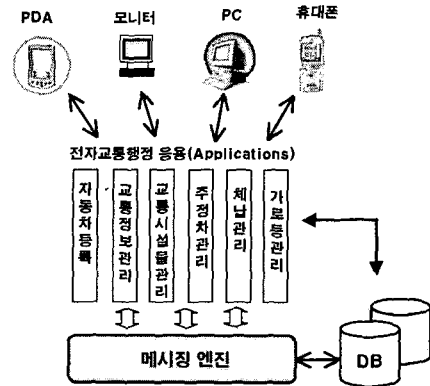 PDA 모니터 PC 휴대폰
전자교통행정 응용(Applications)
자동차등록
교통정보관리
교통시설물관리
주정차관리
체납관리
가로등관리
메시징 엔진
DB